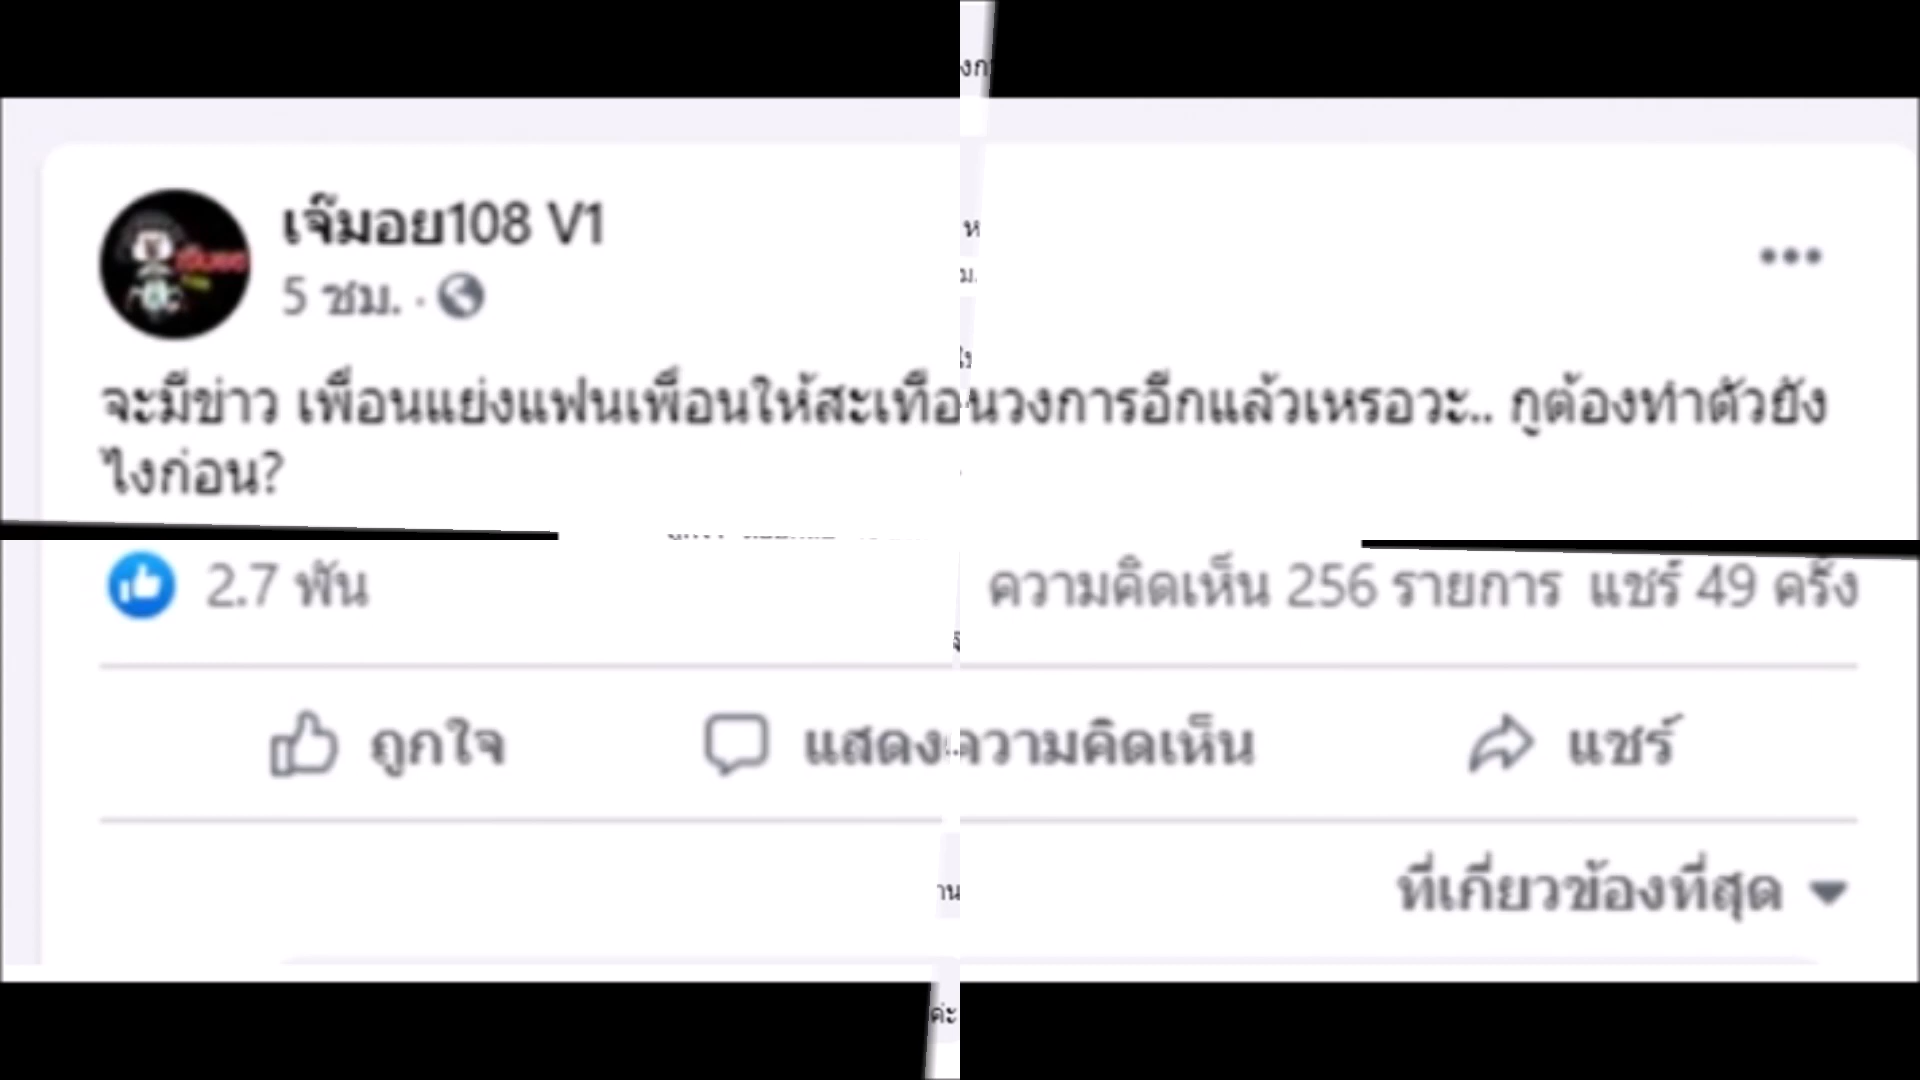 เจ๊มอย108 V1
5 ชม.
จะมีข่าว เพื่อนแย่งแฟนเพื่อนให้สะเทือนวงการอีกแล้วเหรอวะ.. กูต้องทำตัวยัง
ไงก่อน?
2.7 พัน ความคิดเห็น 256 รายการ แชร์ 49 ครั้ง
ถูกใจ แสดงความคิดเห็น แชร์
ที่เกี่ยวข้องที่สุด